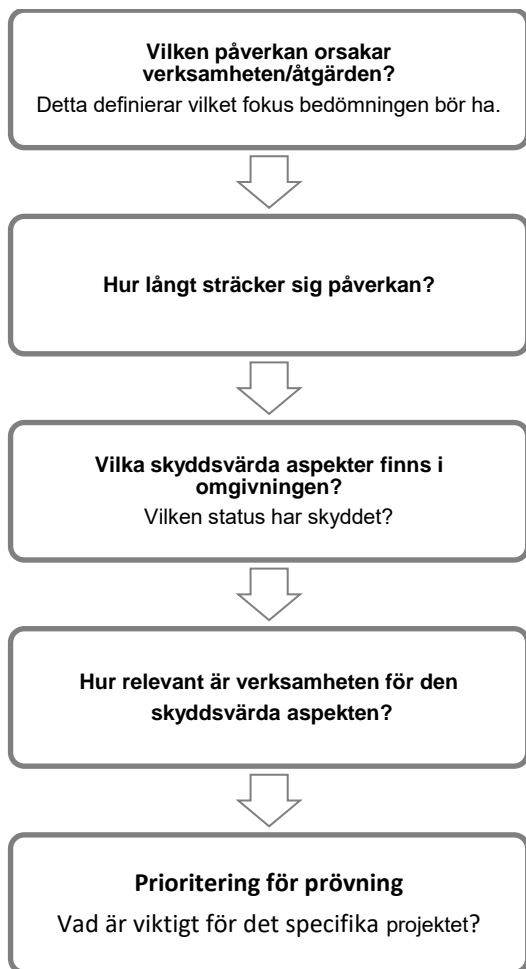 Vilken påverkan orsakar
verksamheten/åtgärden?
Detta definierar vilket fokus bedömningen bör ha.
Hur långt sträcker sig påverkan?
Vilka skyddsvärda aspekter finns i
omgivningen?
Vilken status har skyddet?
Hur relevant är verksamheten för den
skyddsvärda aspekten?
Prioritering för prövning
Vad är viktigt för det specifika projektet?